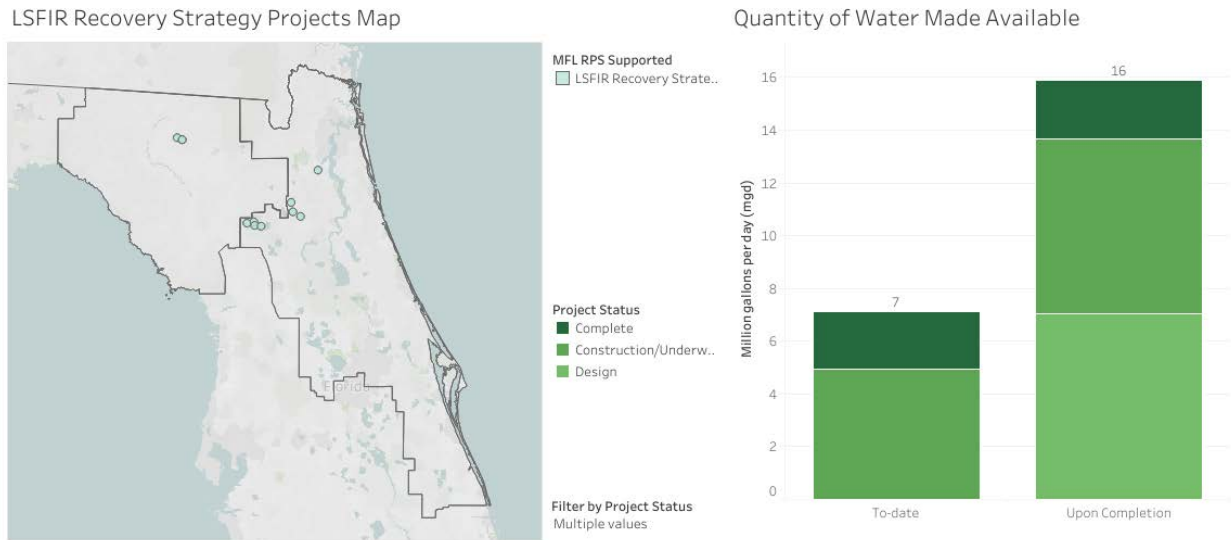 LSFIR Recovery Strategy Projects Map
MFL RPS Supported
LSFIR Recovery Strate..
Florida
Project Status
Complete
Construction/Underw..
Design
Filter by Project Status
Multiple values
Quantity of Water Made Available
Million gallons per day (mgd)
16
14
12
10
8
6
4
2
0
7
16
To-date
Upon Completion